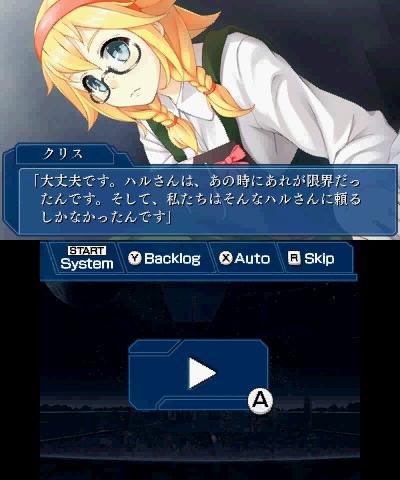 クリス
「大丈夫です。ハルさんは、あの時にあれが限界だっ
たんです。そして、私たちはそんなハルさんに頼る
しかなかったんです」
START
System
Y Backlog
X Auto
R Skip
A